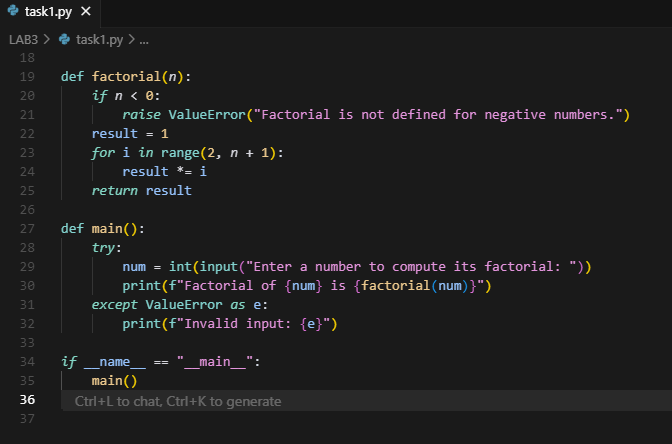 task1.py ×
LAB3 > task1.py > ...
18
19 def factorial(n):
20     if n < 0:
21         raise ValueError("Factorial is not defined for negative numbers.")
22     result = 1
23     for i in range(2, n + 1):
24         result *= i
25     return result
26
27 def main():
28     try:
29         num = int(input("Enter a number to compute its factorial: "))
30         print(f"Factorial of {num} is {factorial(num)}")
31     except ValueError as e:
32         print(f"Invalid input: {e}")
33
34 if __name__ == "__main__":
35     main()
36 Ctrl+L to chat, Ctrl+K to generate
37